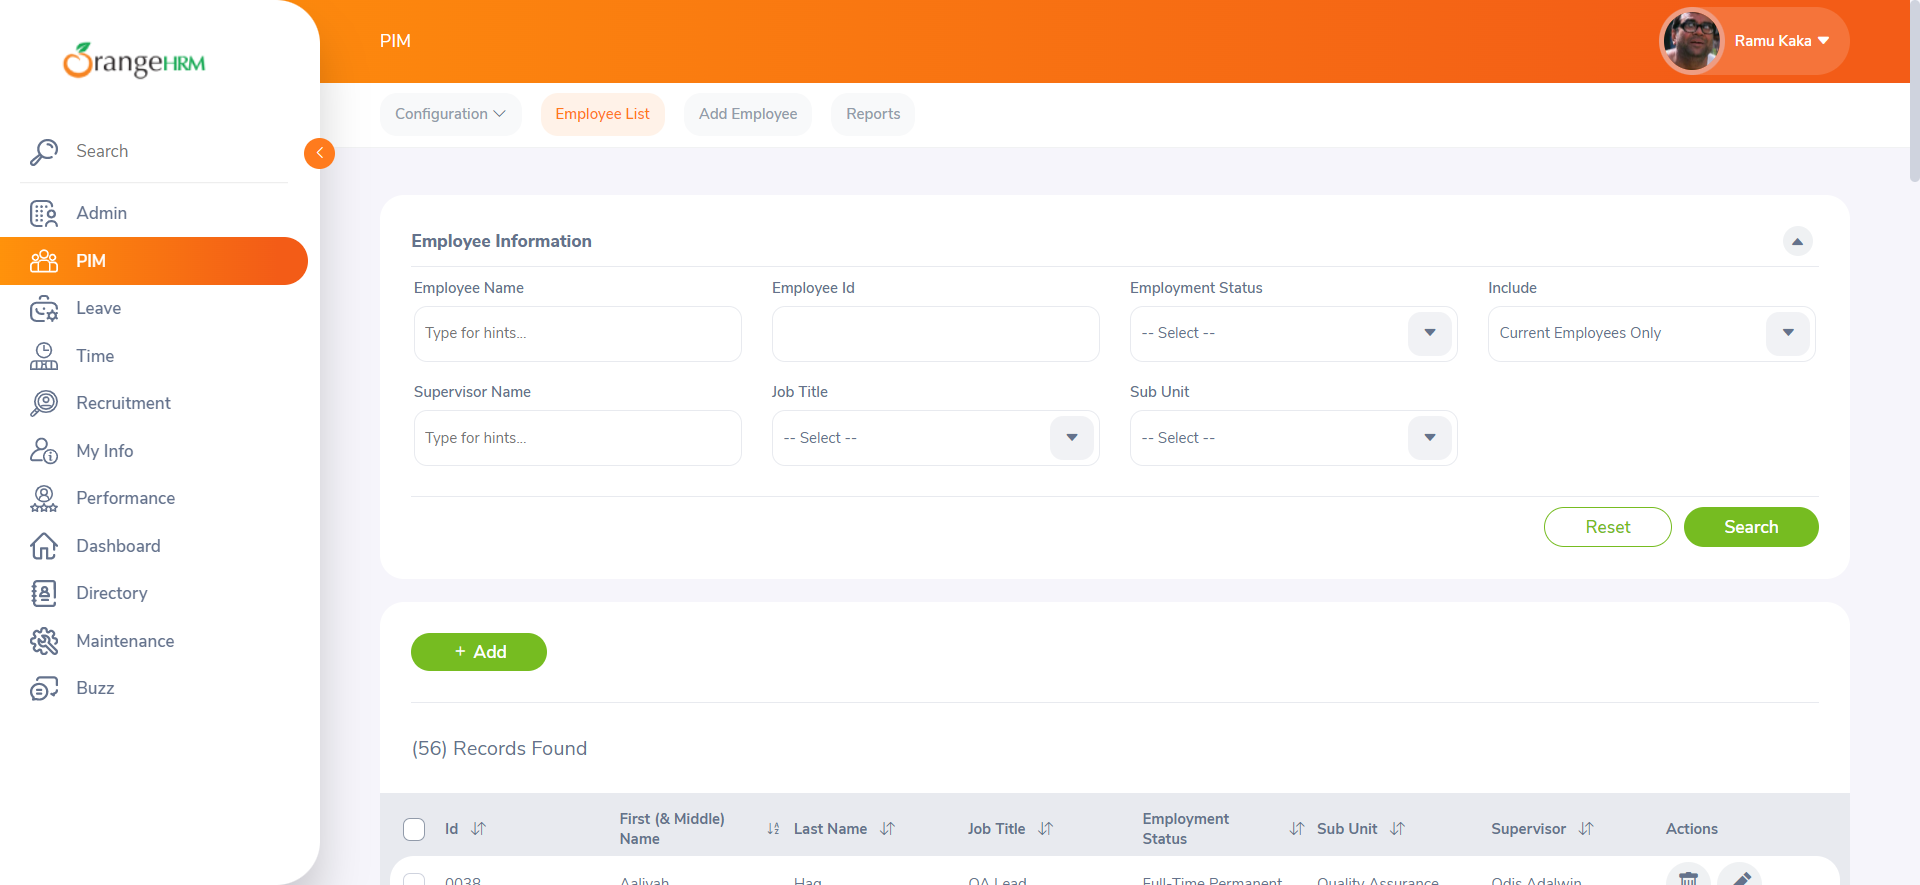 OrangeHRM
PIM
Ramu Kaka
Configuration
Employee List
Add Employee
Reports
Search
Admin
PIM
Leave
Time
Recruitment
My Info
Performance
Dashboard
Directory
Maintenance
Buzz
Employee Information
Employee Name
Employee Id
Employment Status
Include
Type for hints...
-- Select --
Current Employees Only
Supervisor Name
Job Title
Sub Unit
Type for hints...
-- Select --
-- Select --
Reset
Search
+ Add
(56) Records Found
Id
First (& Middle)
Name
Last Name
Job Title
Employment
Status
Sub Unit
Supervisor
Actions
0038
Aaliyah
Haq
QA Lead
Full-Time Permanent
Quality Assurance
Odis Adalwin